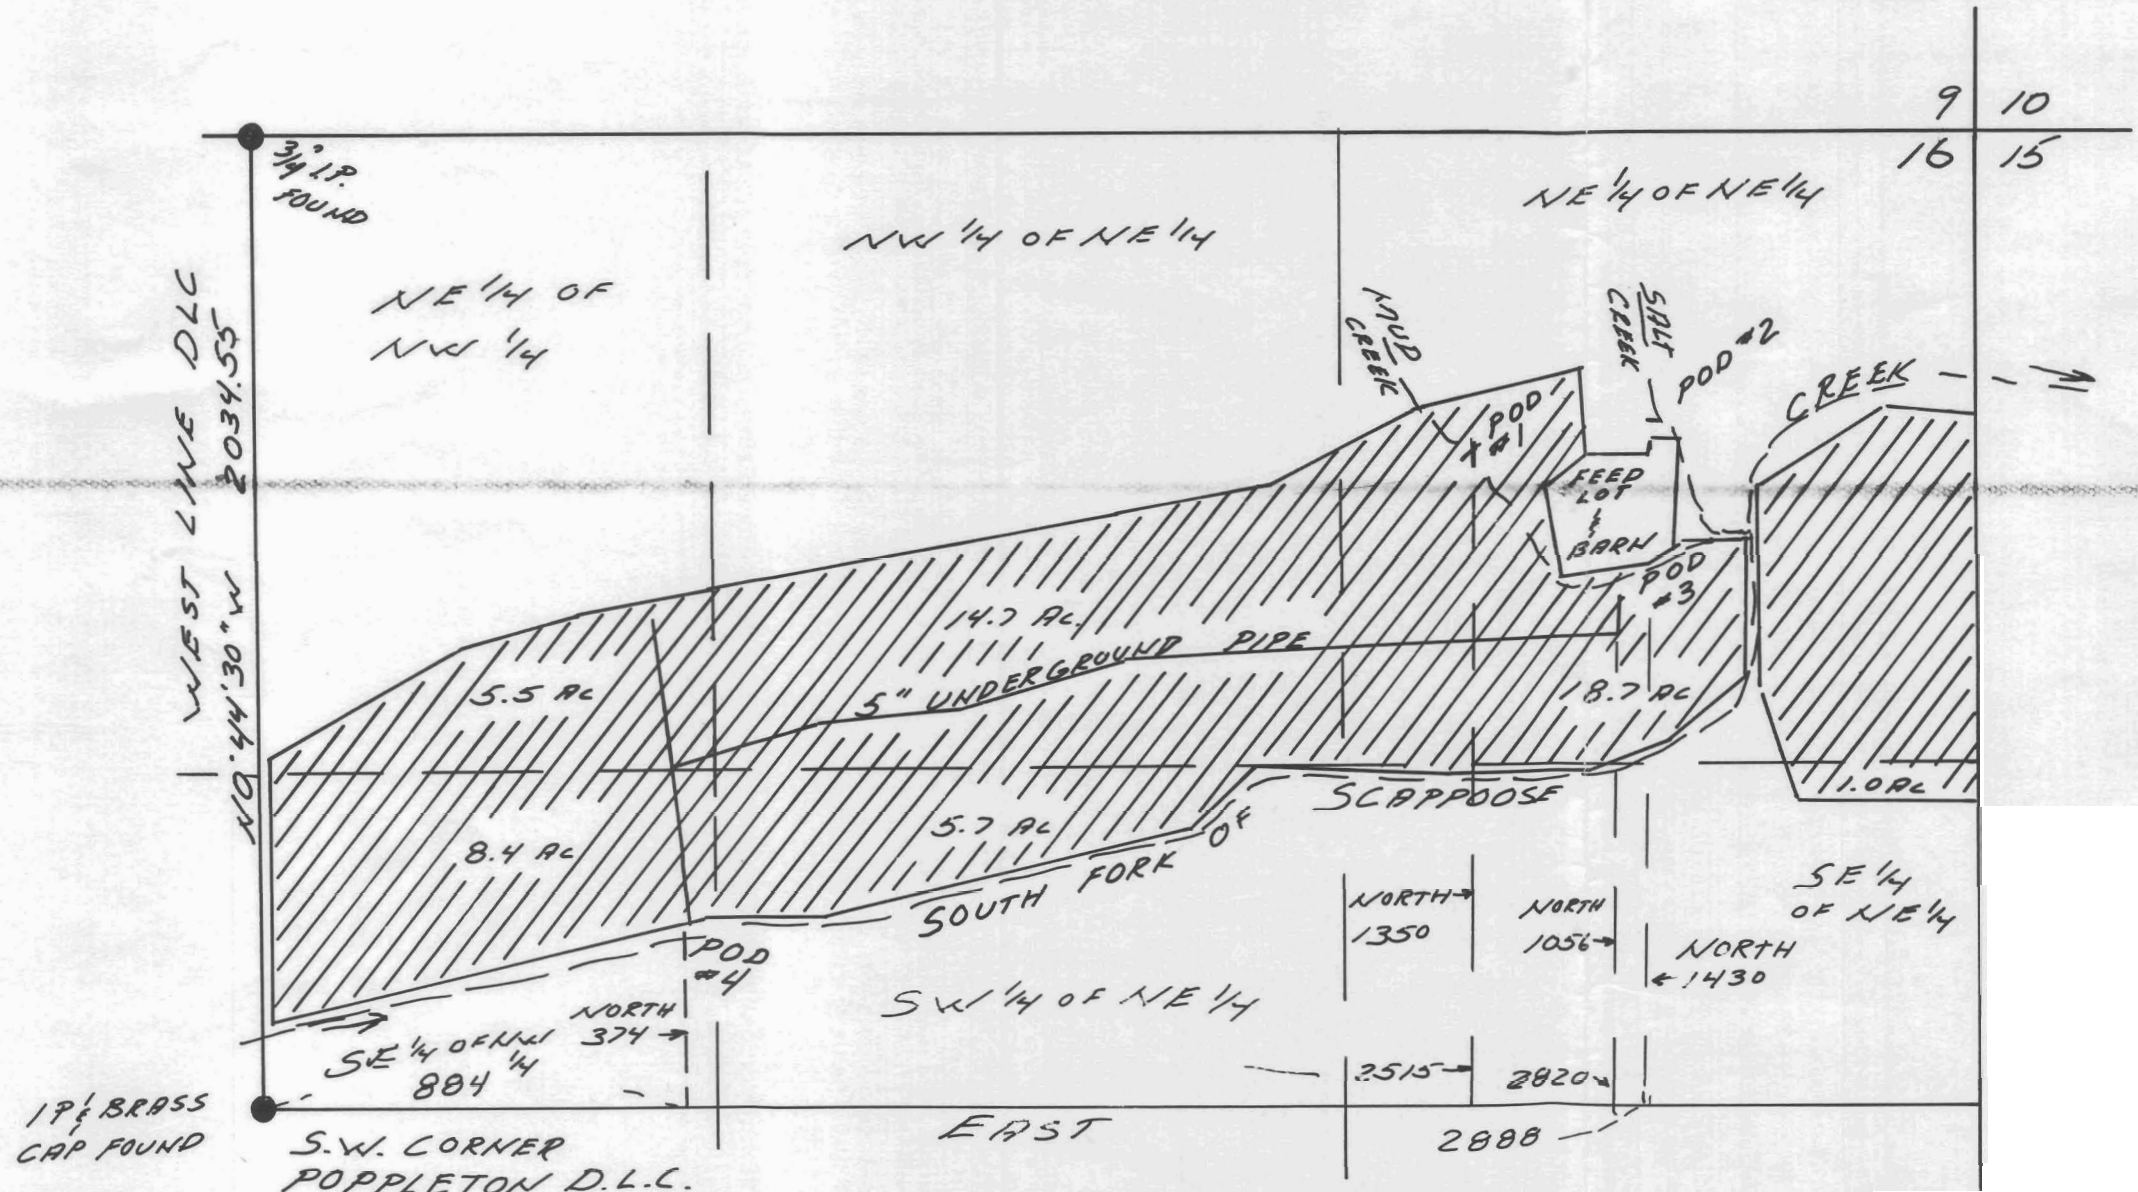 9 10
16 15
3/4" I.P.
FOUND
NE 1/4 OF NE 1/4
NW 1/4 OF NE 1/4
NE 1/4 OF
NW 1/4
WEST LINE DLC
N0°44'30"W 2034.55
MUD
CREEK
SALT
CREEK
POD #2
CREEK
POD
#1
FEED
LOT
&
BARN
POD
#3
14.7 AC.
5" UNDERGROUND PIPE
5.5 AC
18.7 AC
1.0 AC
SCAPPOOSE
OF
5.7 AC
8.4 AC
SOUTH FORK
POD
#4
NORTH
1350
NORTH
1056
NORTH
1430
SE 1/4
OF NE 1/4
SW 1/4 OF NE 1/4
NORTH
374
SE 1/4 OF NW 1/4
884
2515
2820
2888
EAST
I P & BRASS
CAP FOUND
S.W. CORNER
POPPLETON D.L.C.